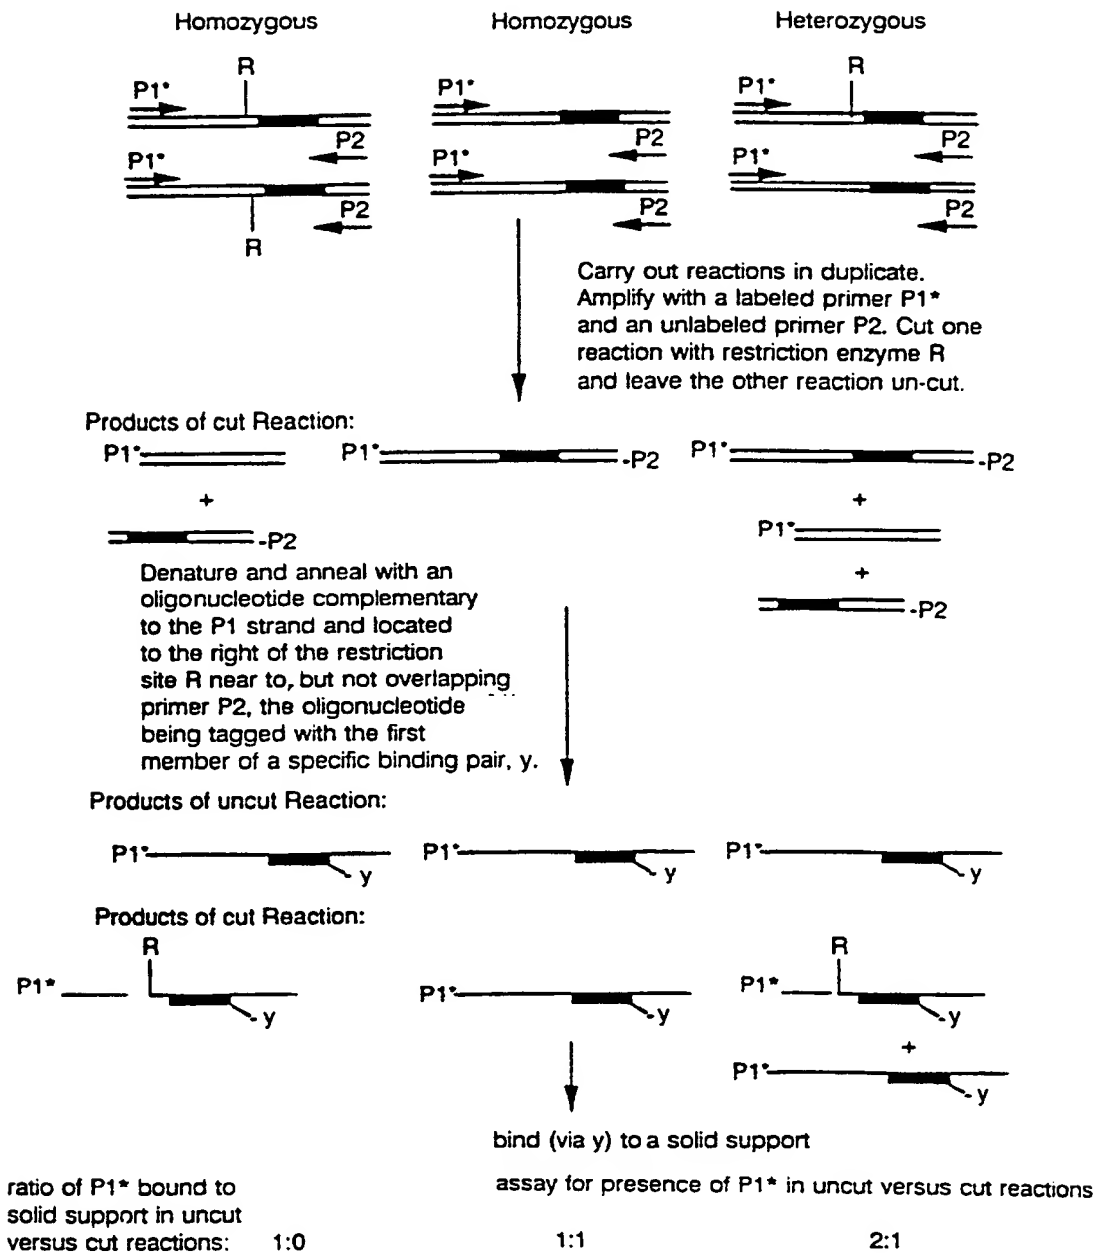 Homozygous Homozygous Heterozygous
R R
P1* P1* P1*
P2 P2 P2
P1* P1* P1*
P2 P2 P2
R
Carry out reactions in duplicate.
Amplify with a labeled primer P1*
and an unlabeled primer P2. Cut one
reaction with restriction enzyme R
and leave the other reaction un-cut.
Products of cut Reaction:
P1* P1* -P2 P1* -P2
+ +
-P2 P1*
+
-P2
Denature and anneal with an
oligonucleotide complementary
to the P1 strand and located
to the right of the restriction
site R near to, but not overlapping
primer P2, the oligonucleotide
being tagged with the first
member of a specific binding pair, y.
Products of uncut Reaction:
P1* P1* P1*
y y y
Products of cut Reaction:
R R
P1* P1* P1*
y y y
+
P1*
y
bind (via y) to a solid support
assay for presence of P1* in uncut versus cut reactions
ratio of P1* bound to
solid support in uncut
versus cut reactions: 1:0 1:1 2:1